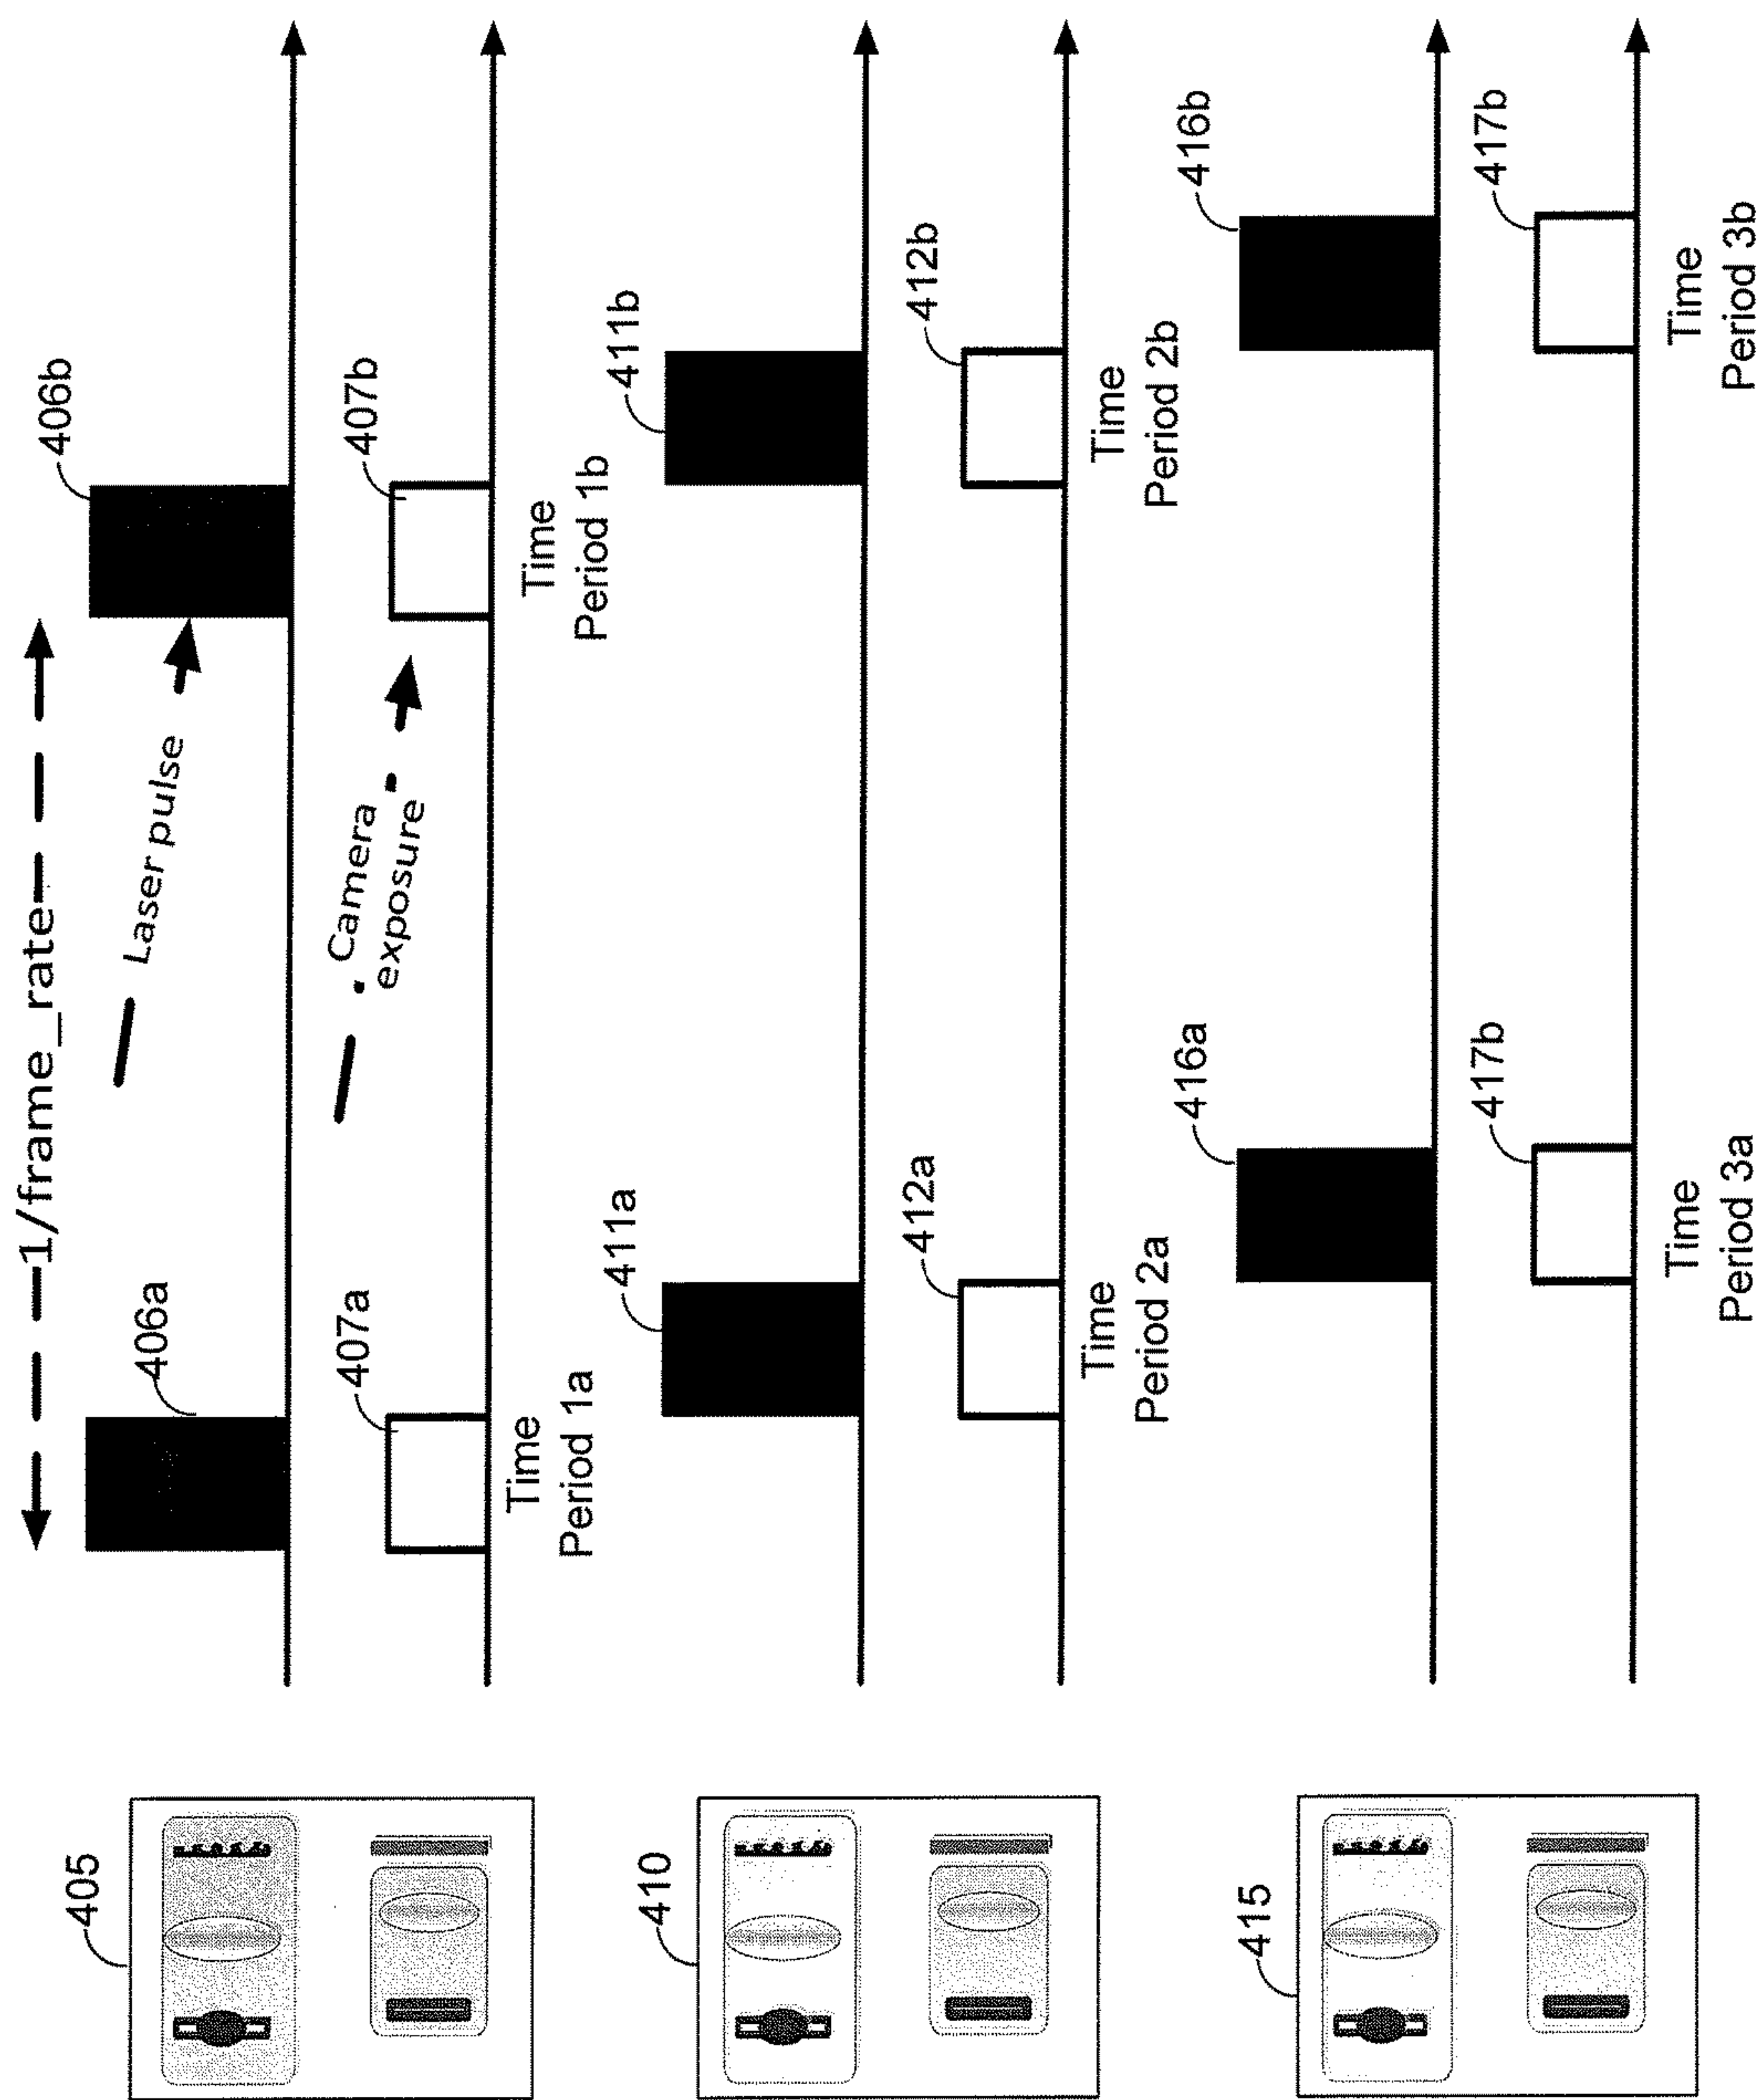 1/frame_rate
405
406a
Laser pulse
406b
407a
Camera
exposure
407b
Time
Period 1a
Time
Period 1b
410
411a
411b
412a
412b
Time
Period 2a
Time
Period 2b
415
416a
416b
417b
417b
Time
Period 3a
Time
Period 3b